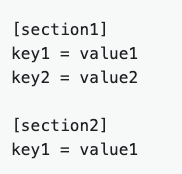 [section1]
key1 = value1
key2 = value2

[section2]
key1 = value1